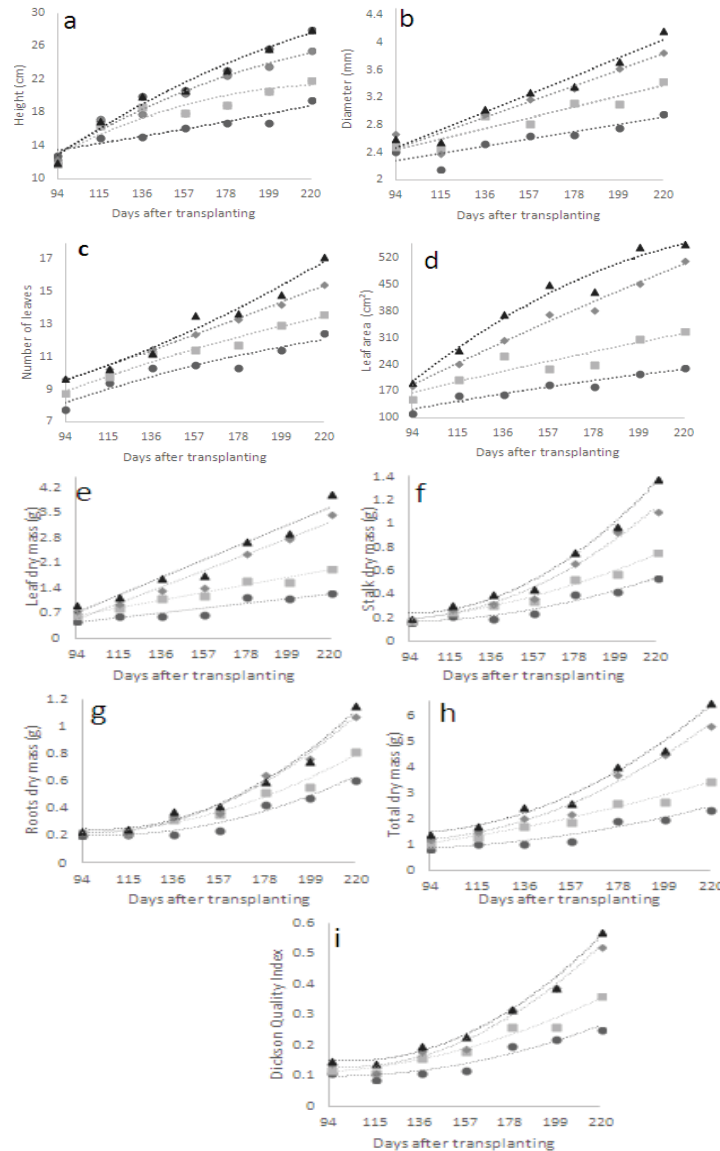 a
30
26
22
18
14
10
Height (cm)
94 115 136 157 178 199 220
Days after transplanting
b
4.4
3.6
2.8
2.4
2
Diameter (mm)
94 115 136 157 178 199 220
Days after transplanting
c
17
15
13
11
9
7
Number of leaves
94 115 136 157 178 199 220
Days after transplanting
d
520
450
380
310
240
170
100
Leaf area (cm²)
94 115 136 157 178 199 220
Days after transplanting
e
4.2
3.5
2.8
2.1
1.4
0.7
0
Leaf dry mass (g)
94 115 136 157 178 199 220
Days after transplanting
f
1.4
1.2
1
0.8
0.6
0.4
0.2
0
Stalk dry mass (g)
94 115 136 157 178 199 220
Days after transplanting
g
1.2
1
0.8
0.6
0.4
0.2
0
Roots dry mass (g)
94 115 136 157 178 199 220
Days after transplanting
h
6
5
4
3
2
1
0
Total dry mass (g)
94 115 136 157 178 199 220
Days after transplanting
i
0.6
0.5
0.4
0.3
0.2
0.1
0
Dickson Quality Index
94 115 136 157 178 199 220
Days after transplanting